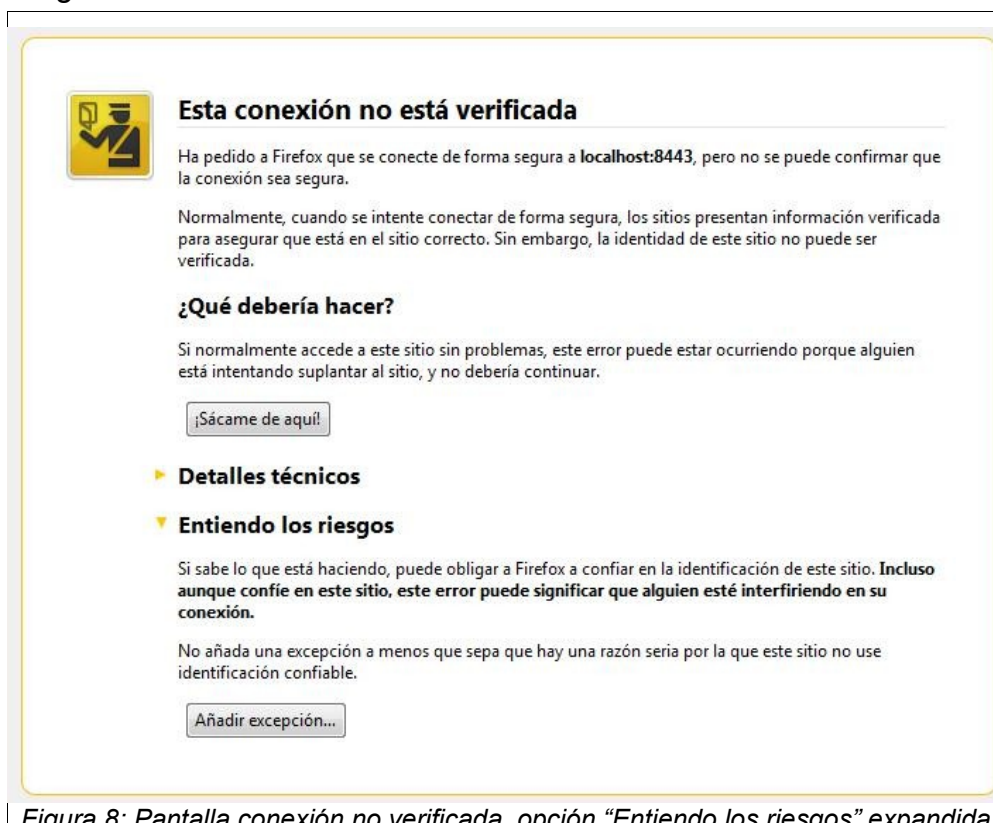 Esta conexión no está verificada
Ha pedido a Firefox que se conecte de forma segura a localhost:8443, pero no se puede confirmar que
la conexión sea segura.
Normalmente, cuando se intente conectar de forma segura, los sitios presentan información verificada
para asegurar que está en el sitio correcto. Sin embargo, la identidad de este sitio no puede ser
verificada.
¿Qué debería hacer?
Si normalmente accede a este sitio sin problemas, este error puede estar ocurriendo porque alguien
está intentando suplantar al sitio, y no debería continuar.
¡Sácame de aquí!
Detalles técnicos
Entiendo los riesgos
Si sabe lo que está haciendo, puede obligar a Firefox a confiar en la identificación de este sitio. Incluso
aunque confíe en este sitio, este error puede significar que alguien esté interfiriendo en su
conexión.
No añada una excepción a menos que sepa que hay una razón seria por la que este sitio no use
identificación confiable.
Añadir excepción...
Figura 8: Pantalla conexión no verificada, opción “Entiendo los riesgos” expandida